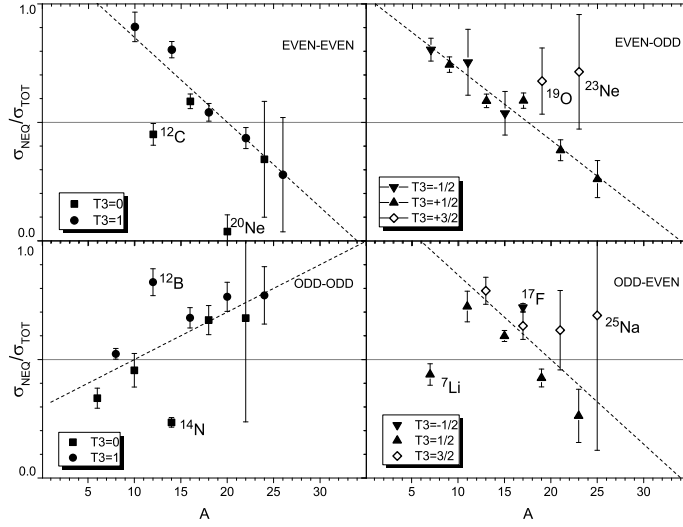 1.0
EVEN-EVEN
EVEN-ODD
σNEQ/σTOT
¹²C
²⁰Ne
T3=0
T3=1
0.0
¹⁹O
²³Ne
T3=-1/2
T3=+1/2
T3=+3/2
1.0
¹²B
ODD-ODD
σNEQ/σTOT
¹⁴N
T3=0
T3=1
0.0
ODD-EVEN
¹⁷F
²⁵Na
⁷Li
T3=-1/2
T3=1/2
T3=3/2
5 10 15 20 25 30
5 10 15 20 25 30
A
A